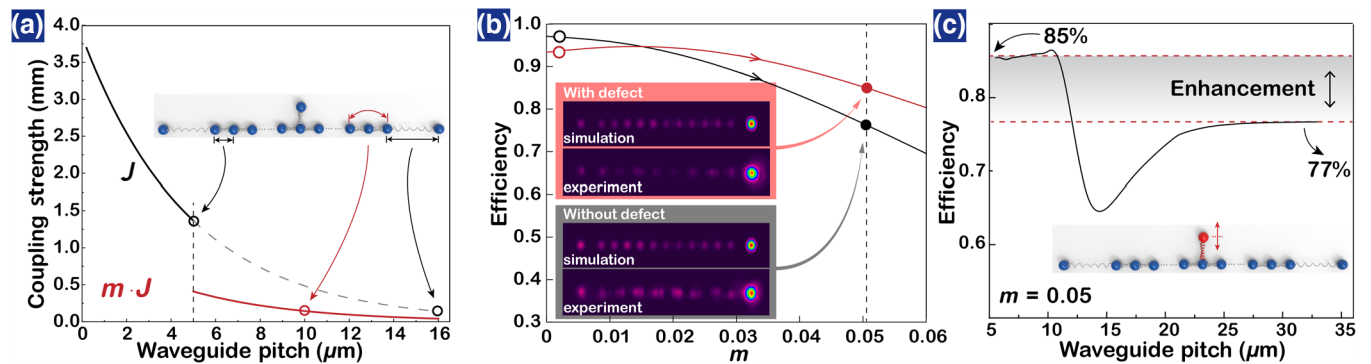 (a)
4.0
3.5
3.0
2.5
2.0
1.5
1.0
0.5
0.0
Coupling strength (mm)
J
m·J
0 2 4 6 8 10 12 14 16
Waveguide pitch (μm)
(b)
1.0
0.9
0.8
0.7
0.6
0.5
0.4
0.3
Efficiency
With defect
simulation
experiment
Without defect
simulation
experiment
0.00 0.01 0.02 0.03 0.04 0.05 0.06
m
(c)
Efficiency
0.8
0.7
0.6
85%
Enhancement
77%
m = 0.05
5 10 15 20 25 30 35
Waveguide pitch (μm)